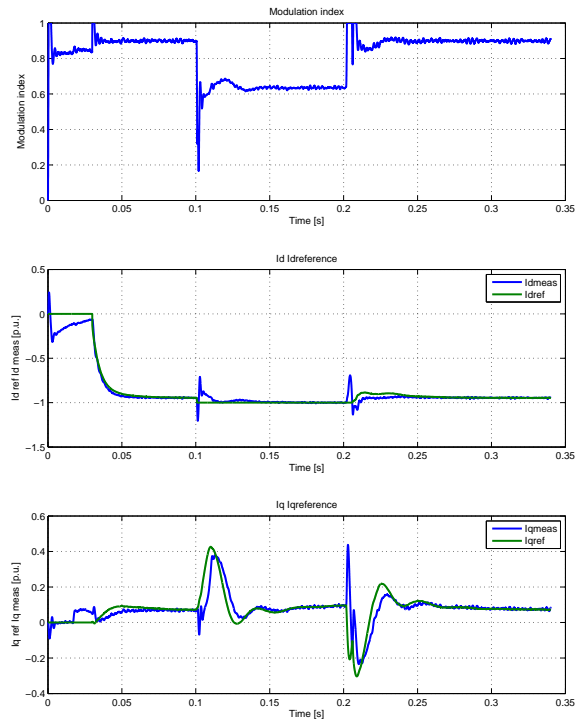 Modulation index
Modulation index
1
0.8
0.6
0.4
0.2
0
0 0.05 0.1 0.15 0.2 0.25 0.3 0.35
Time [s]
Id Idreference
Id ref Id meas [p.u.]
0.5
0
−0.5
−1
−1.5
Idmeas
Idref
0 0.05 0.1 0.15 0.2 0.25 0.3 0.35
Time [s]
Iq Iqreference
Iq ref Iq meas [p.u.]
0.6
0.4
0.2
0
−0.2
−0.4
Iqmeas
Iqref
0 0.05 0.1 0.15 0.2 0.25 0.3 0.35
Time [s]